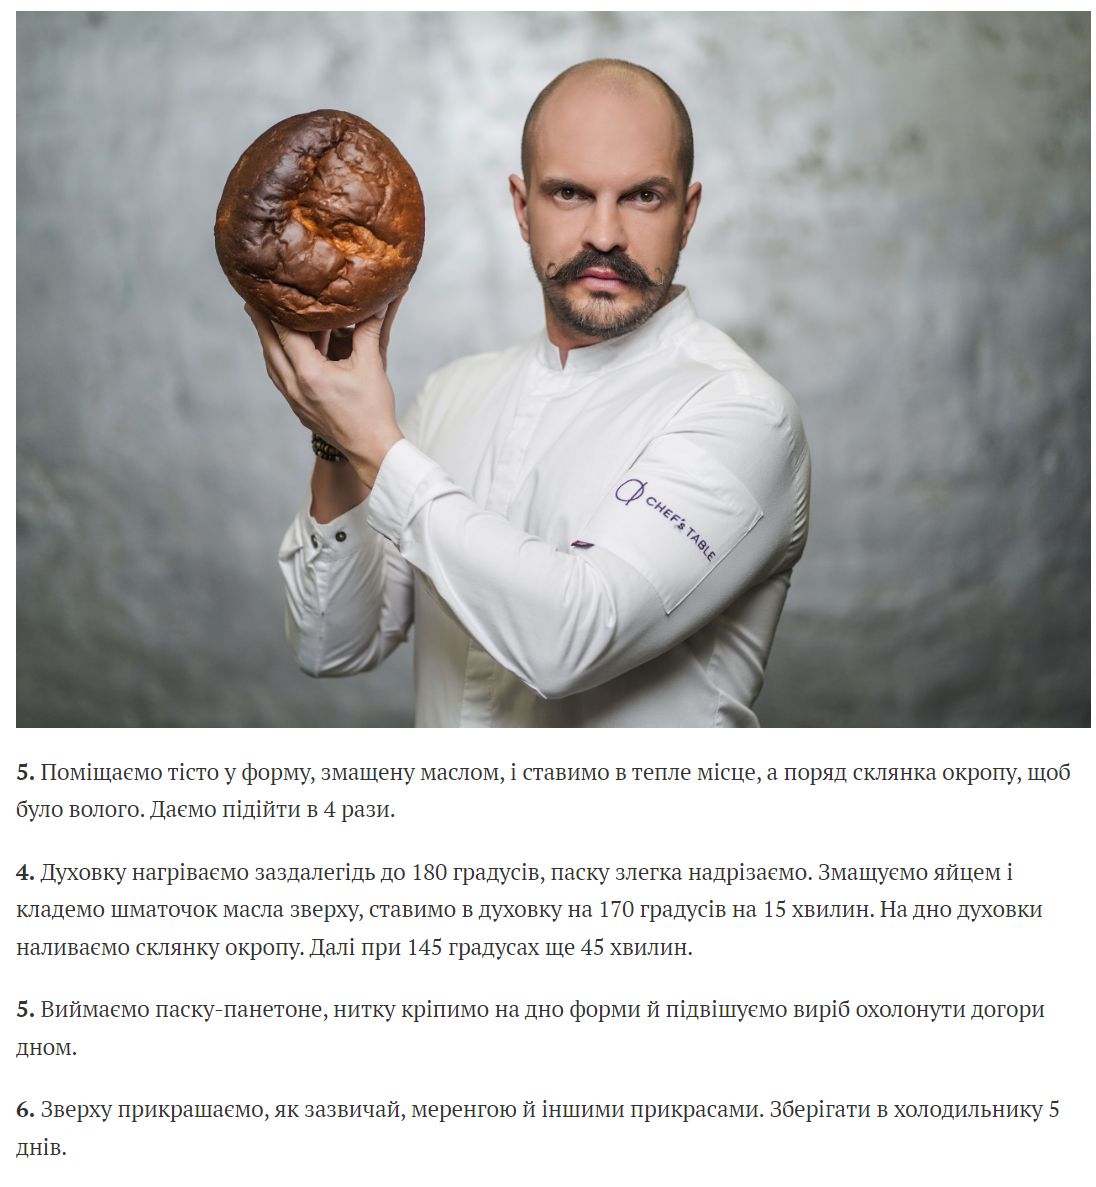 CHEF'S TABLE
5. Поміщаємо тісто у форму, змащену маслом, і ставимо в тепле місце, а поряд склянка окропу, щоб
було волого. Даємо підійти в 4 рази.
4. Духовку нагріваємо заздалегідь до 180 градусів, паску злегка надрізаємо. Змащуємо яйцем і
кладемо шматочок масла зверху, ставимо в духовку на 170 градусів на 15 хвилин. На дно духовки
наливаємо склянку окропу. Далі при 145 градусах ще 45 хвилин.
5. Виймаємо паску-панетоне, нитку кріпимо на дно форми й підвішуємо виріб охолонути догори
дном.
6. Зверху прикрашаємо, як зазвичай, меренгою й іншими прикрасами. Зберігати в холодильнику 5
днів.